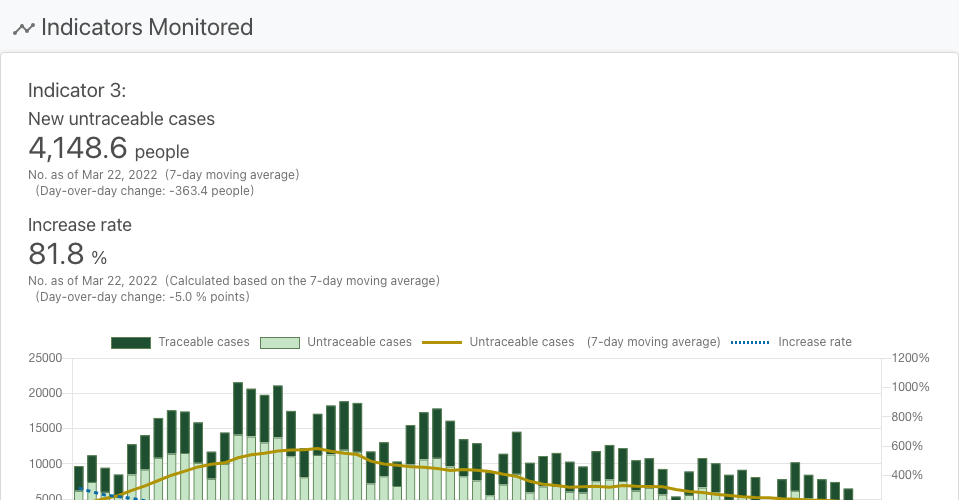 Indicators Monitored
Indicator 3:
New untraceable cases
4,148.6 people
No. as of Mar 22, 2022 (7-day moving average)
(Day-over-day change: -363.4 people)
Increase rate
81.8 %
No. as of Mar 22, 2022 (Calculated based on the 7-day moving average)
(Day-over-day change: -5.0 % points)
Traceable cases Untraceable cases Untraceable cases (7-day moving average) Increase rate
25000 1200%
1000%
20000
800%
15000
600%
10000
400%
5000